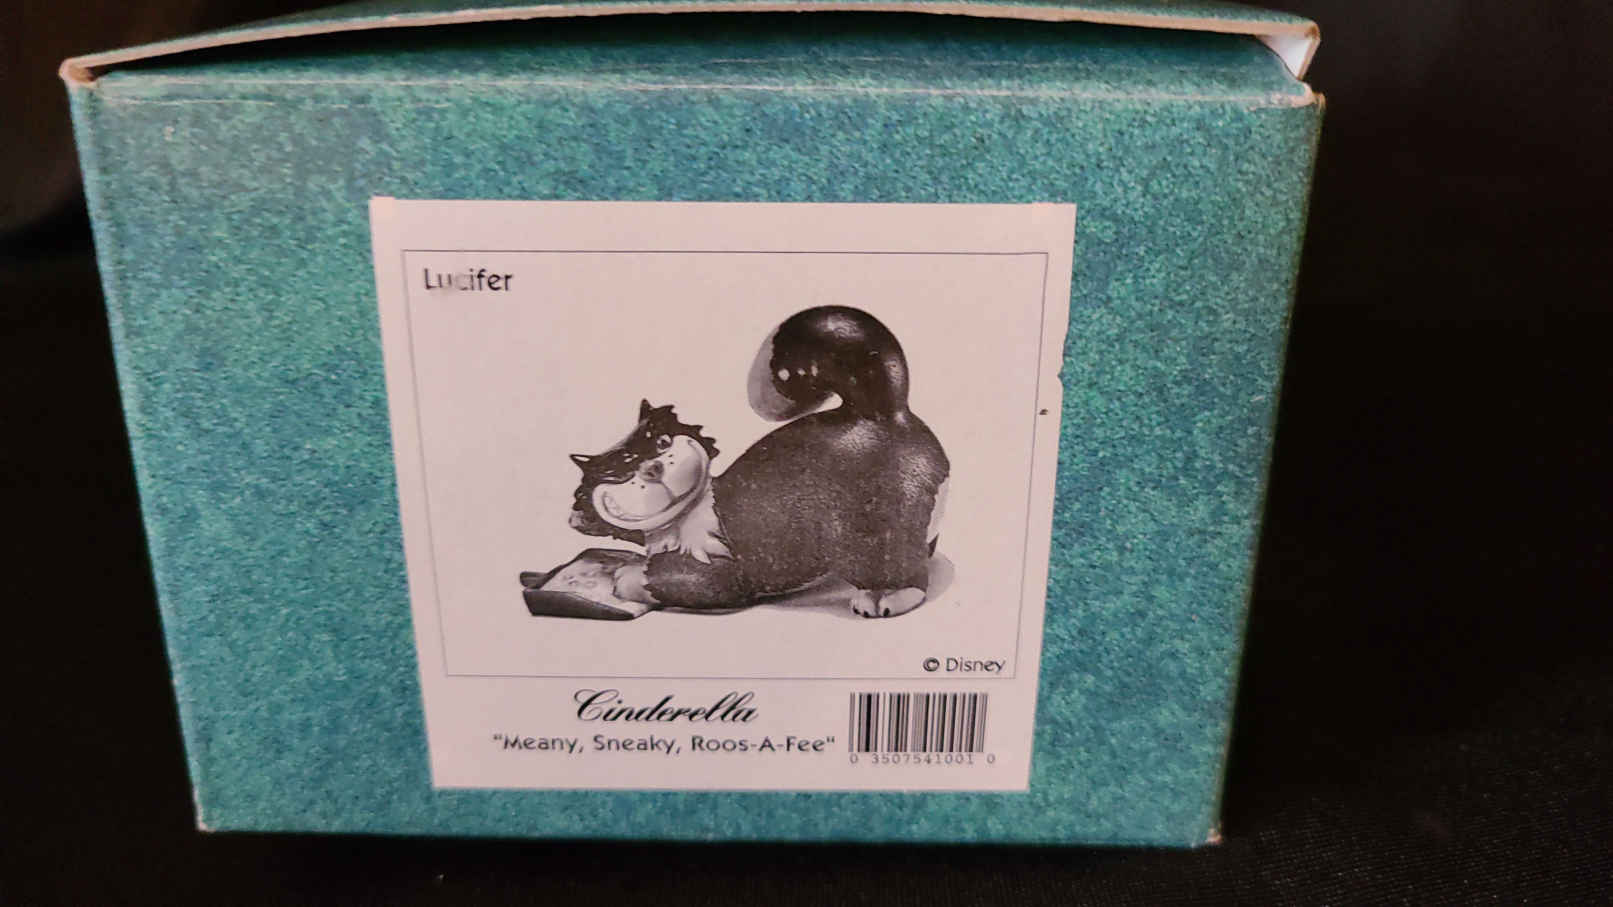 Lucifer
© Disney
Cinderella
"Meany, Sneaky, Roos-A-Fee"
0 3507541001 0